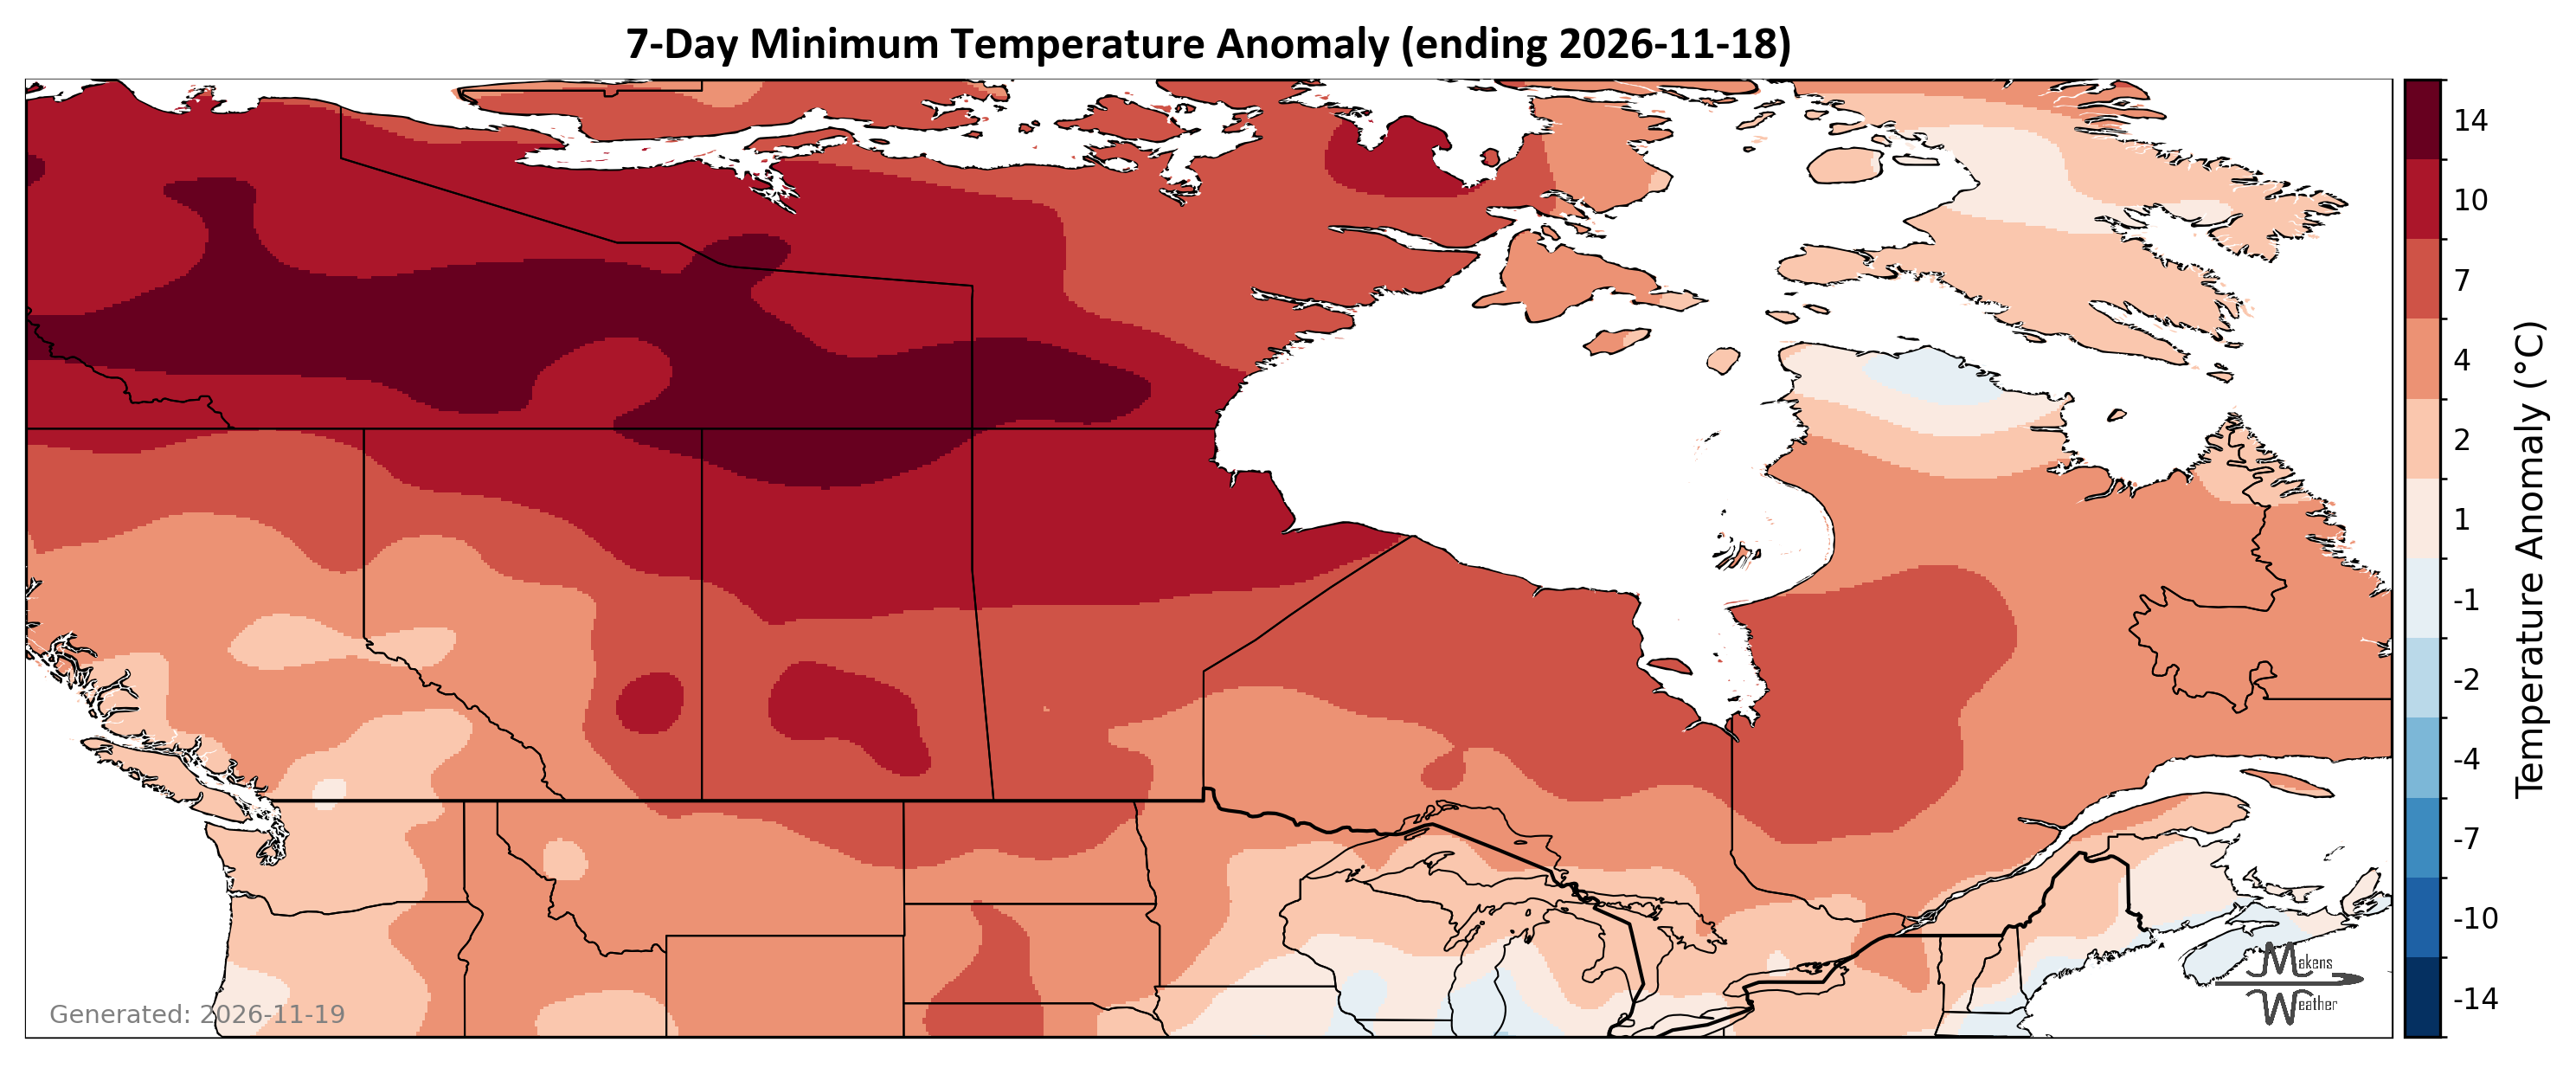 7-Day Minimum Temperature Anomaly (ending 2026-11-18)
14
10
7
4
2
1
-1
-2
-4
-7
-10
-14
Temperature Anomaly (°C)
Generated: 2026-11-19
Makens
Weather